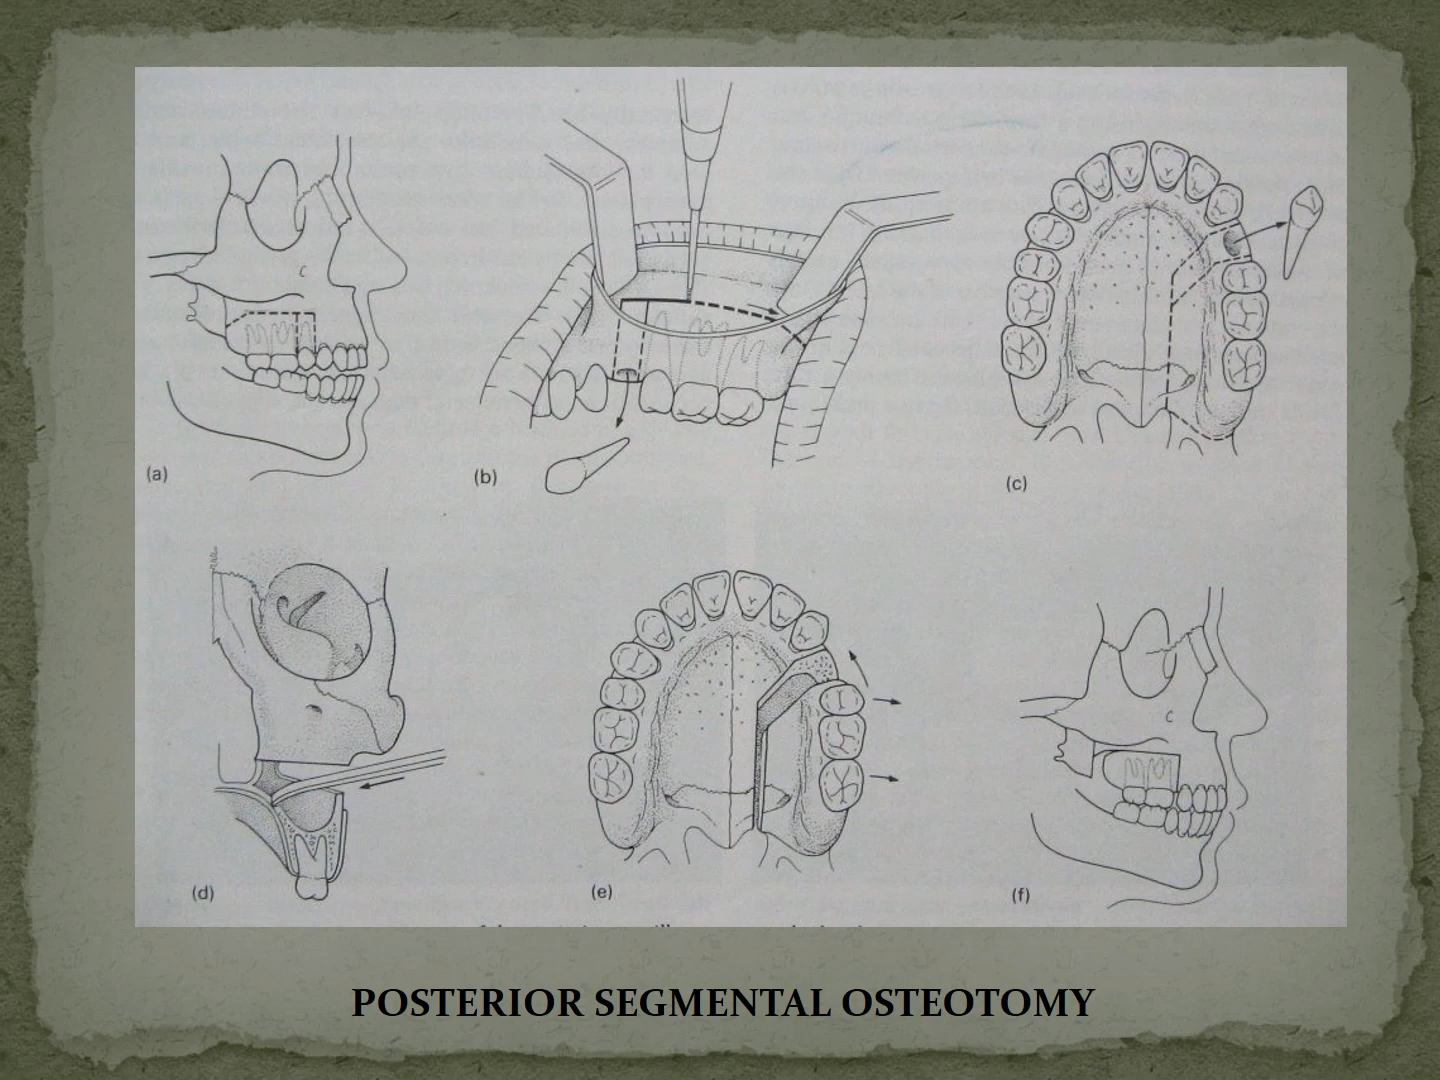 (a)
(b)
(c)
(d)
(e)
(f)
POSTERIOR SEGMENTAL OSTEOTOMY